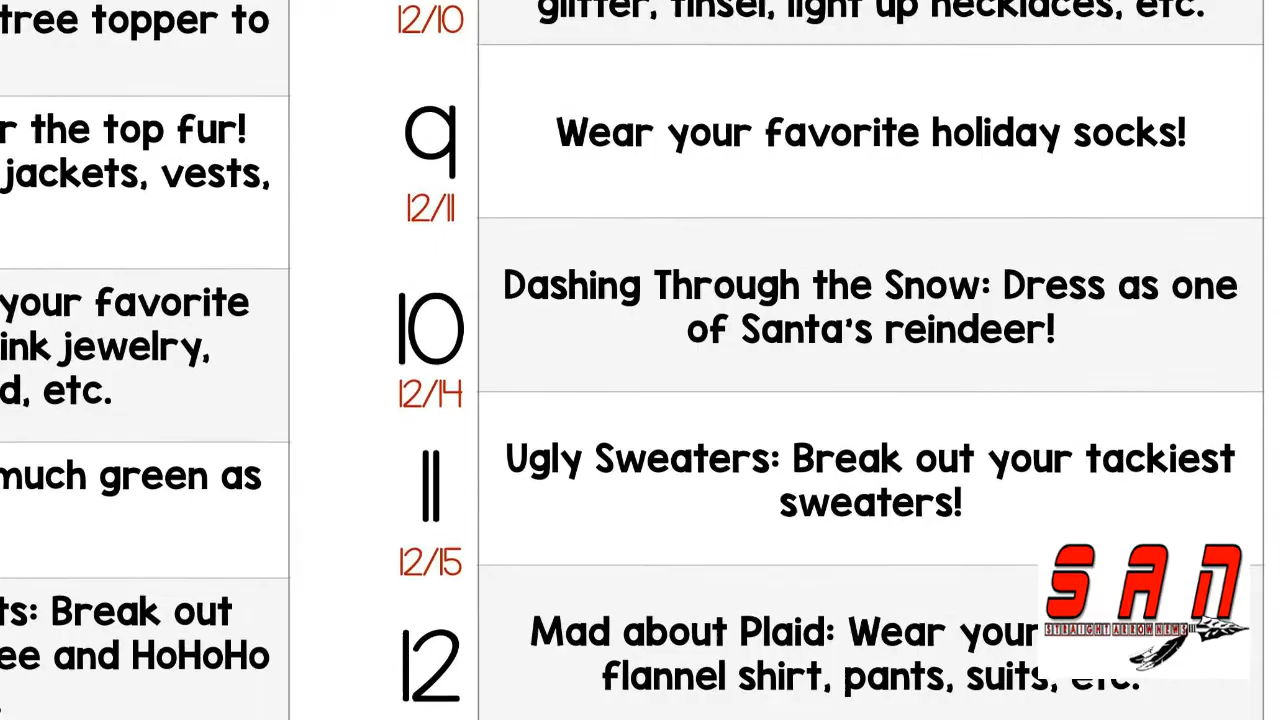 tree topper to
r the top fur!
jackets, vests,
your favorite
ink jewelry,
d, etc.
much green as
ts: Break out
ee and HoHoHo
12/10
glitter, tinsel, light up necklaces, etc.
9
12/11
Wear your favorite holiday socks!
10
12/14
Dashing Through the Snow: Dress as one
of Santa's reindeer!
11
12/15
Ugly Sweaters: Break out your tackiest
sweaters!
12
Mad about Plaid: Wear your
flannel shirt, pants, suits, etc.
SAN
STRAIGHT ARROW NEWS